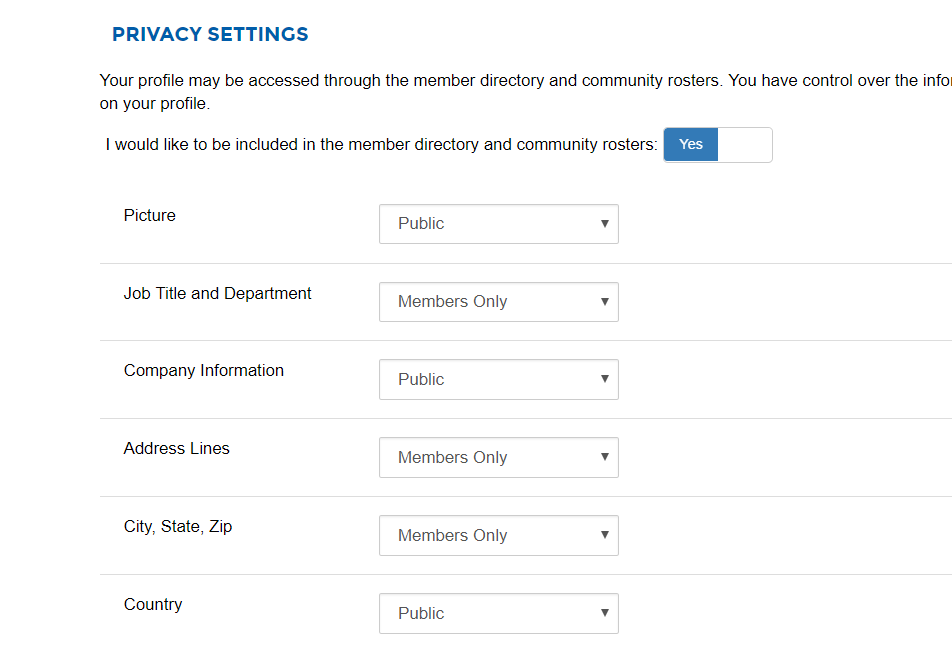 PRIVACY SETTINGS
Your profile may be accessed through the member directory and community rosters. You have control over the
on your profile.
I would like to be included in the member directory and community rosters: Yes
Picture Public
Job Title and Department Members Only
Company Information Public
Address Lines Members Only
City, State, Zip Members Only
Country Public